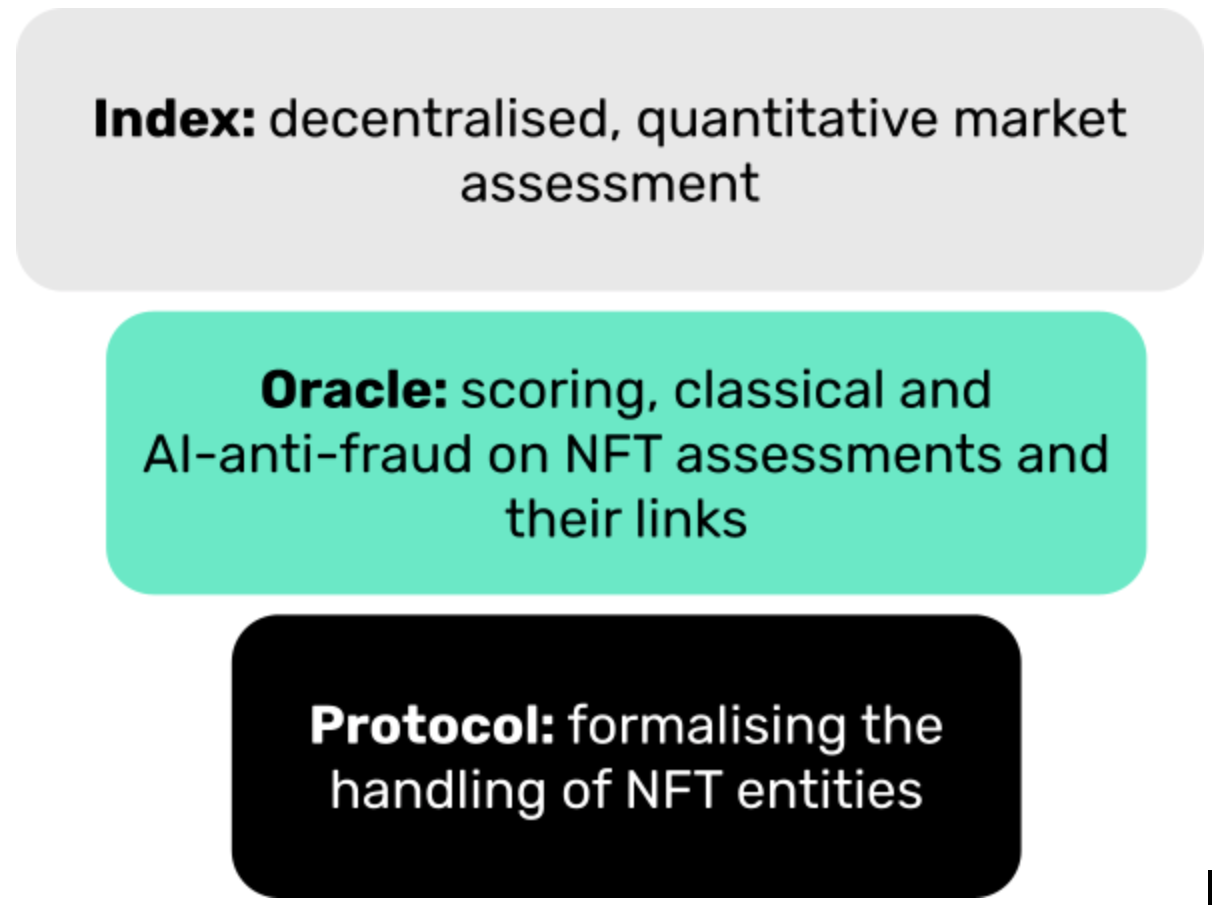 Index: decentralised, quantitative market
assessment
Oracle: scoring, classical and
AI-anti-fraud on NFT assessments and
their links
Protocol: formalising the
handling of NFT entities